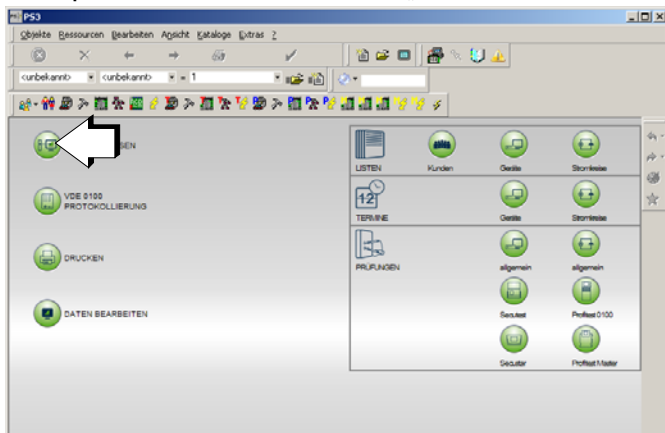 PS3
Objekte Ressourcen Bearbeiten Ansicht Kataloge Extras ?
<unbekannt> <unbekannt> = 1
SEN
VDE 0100
PROTOKOLLIERUNG
DRUCKEN
DATEN BEARBEITEN
LISTEN Kunden Geräte Stromkreise
12
TERMINE Geräte Stromkreise
PRÜFUNGEN allgemein allgemein
Secutest Profitest 0100
Secustar Profitest Master